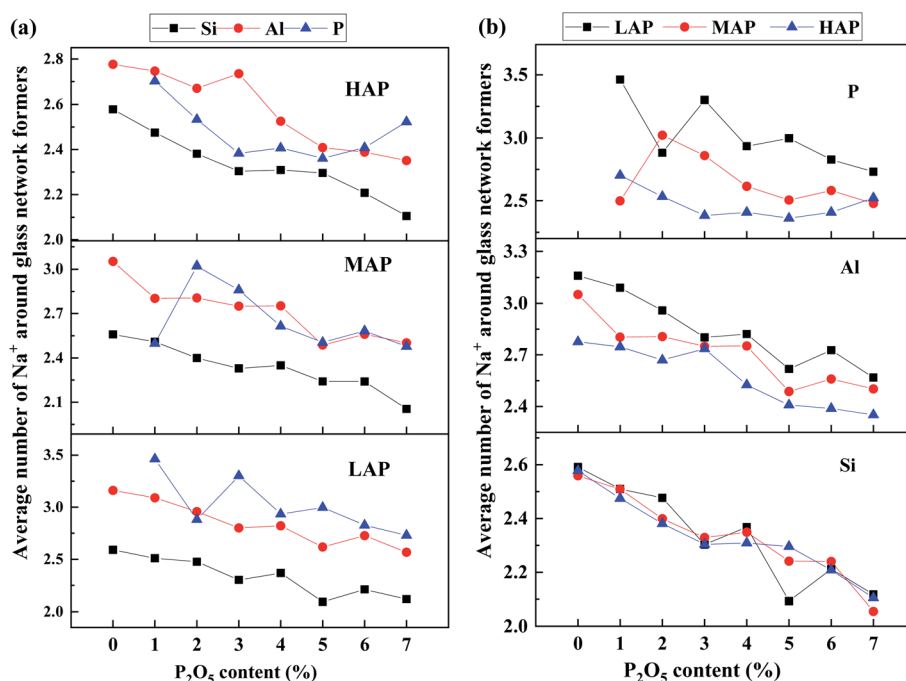 (a)
Si Al P
Average number of Na⁺ around glass network formers
HAP
2.8
2.6
2.4
2.2
2.0
MAP
3.0
2.7
2.4
2.1
LAP
3.5
3.0
2.5
2.0
0 1 2 3 4 5 6 7
P₂O₅ content (%)
(b)
LAP MAP HAP
Average number of Na⁺ around glass network formers
P
3.5
3.0
2.5
Al
3.3
3.0
2.7
2.4
Si
2.6
2.4
2.2
2.0
0 1 2 3 4 5 6 7
P₂O₅ content (%)